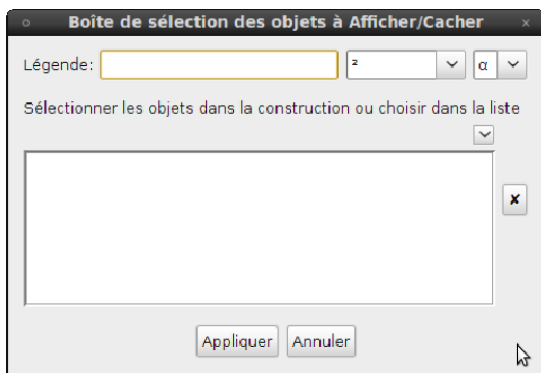 Boîte de sélection des objets à Afficher/Cacher
Légende: ² α
Sélectionner les objets dans la construction ou choisir dans la liste
Appliquer Annuler